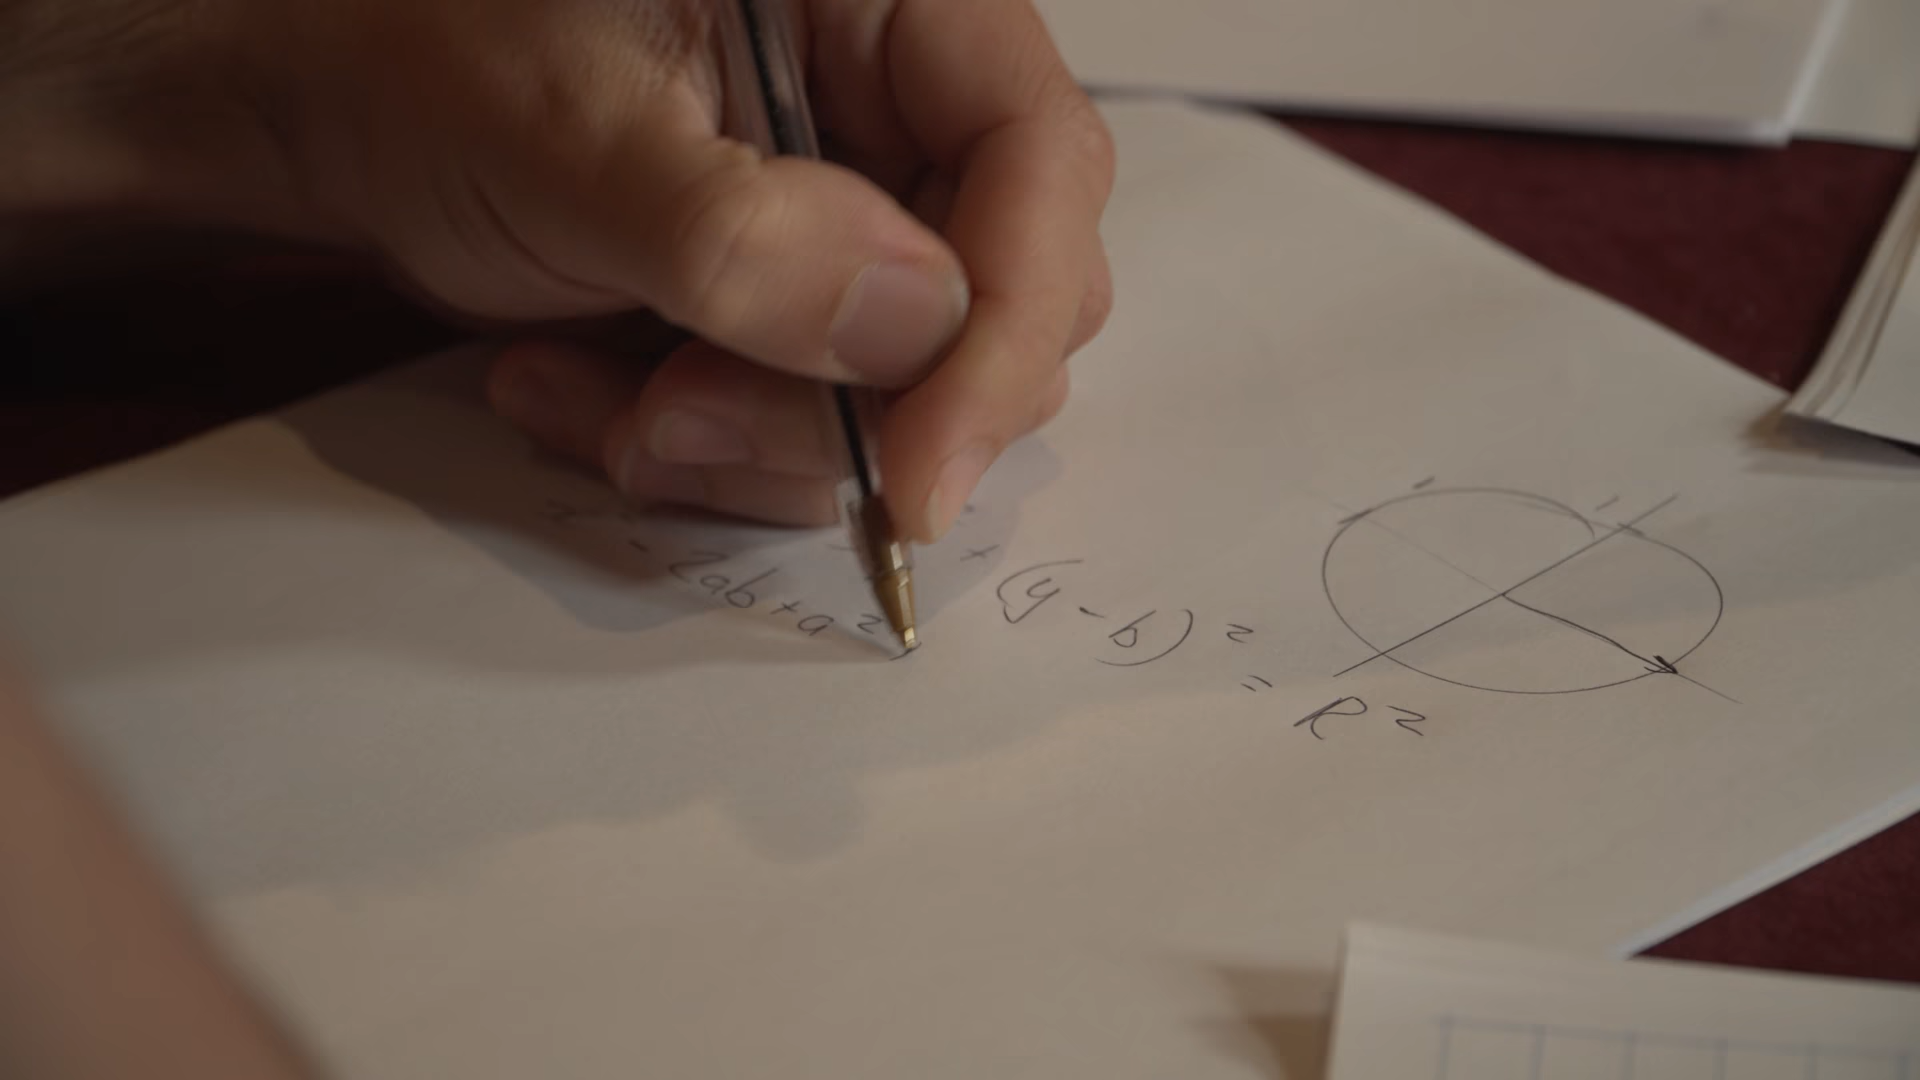 + (y - b)²
= R²
- 2ab + a²